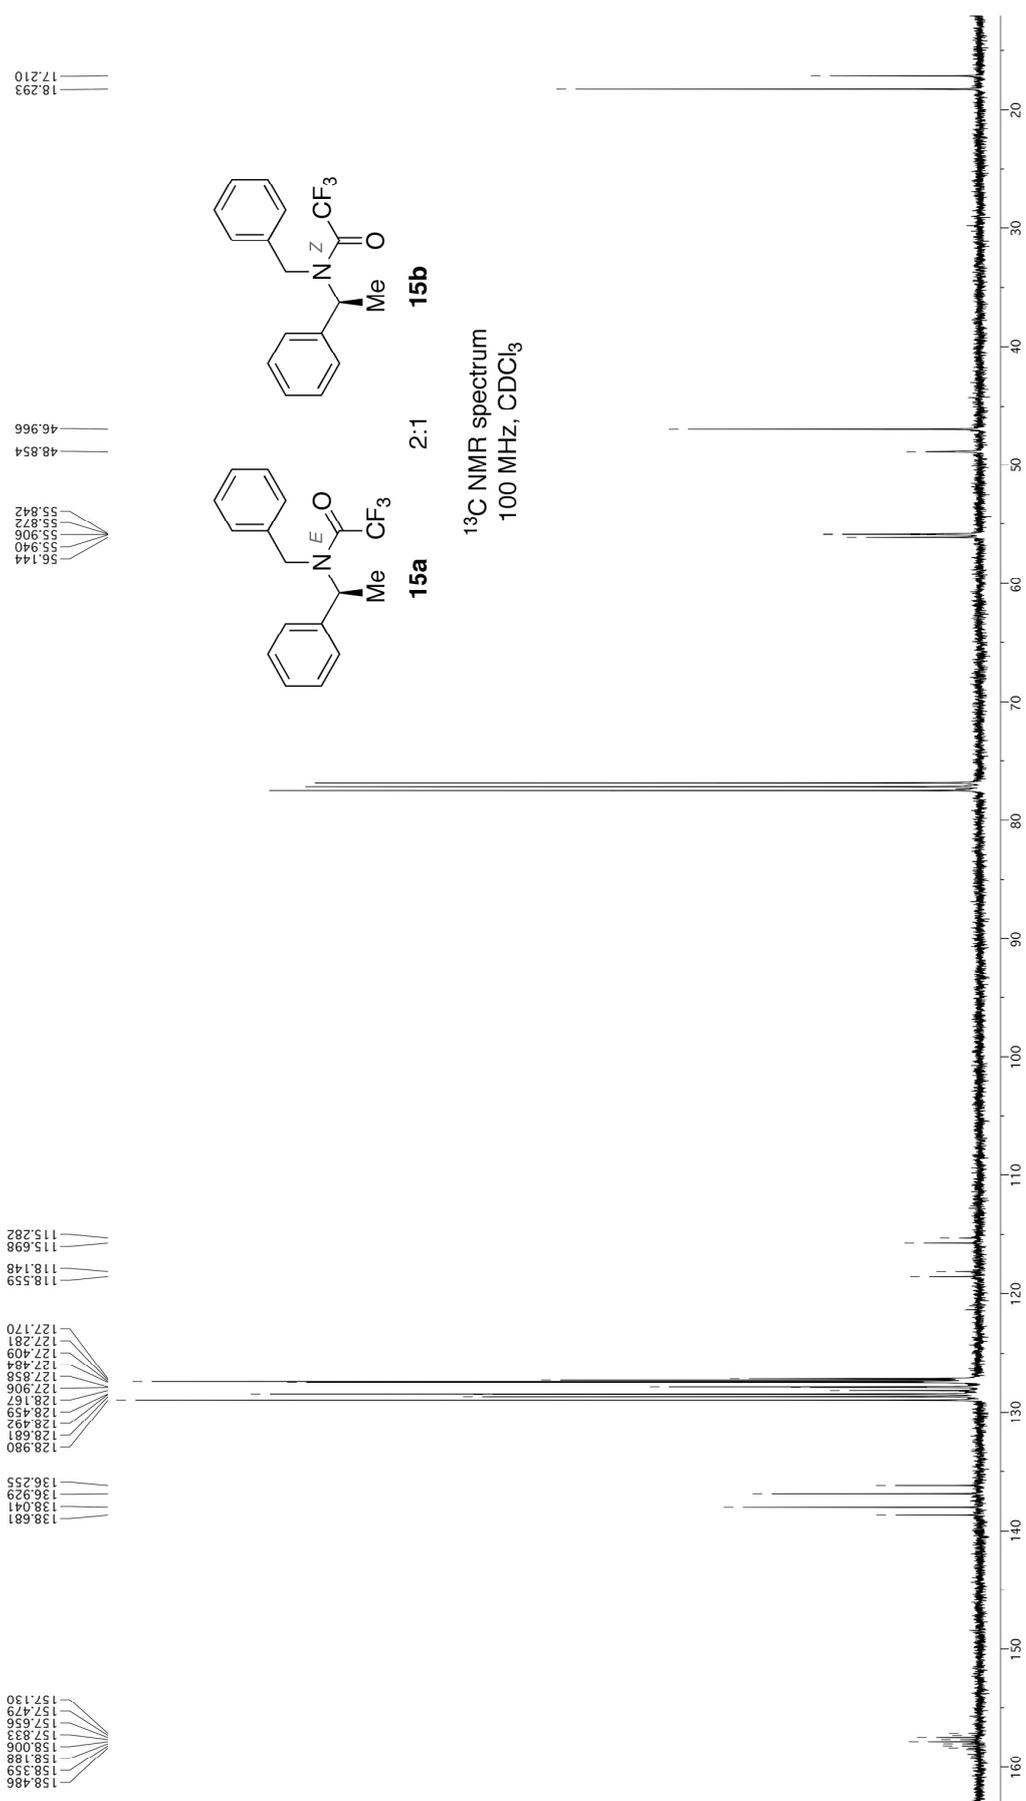 17.210
18.293
46.966
48.854
55.842
55.872
55.906
55.940
56.144
115.282
115.698
118.148
118.559
127.170
127.281
127.409
127.484
127.858
127.906
128.167
128.459
128.492
128.681
128.980
136.255
136.929
138.041
138.681
157.130
157.479
157.656
157.833
158.006
158.188
158.359
158.486
N
E
O
CF₃
Me
15a
2:1
N
Z
CF₃
O
Me
15b
¹³C NMR spectrum
100 MHz, CDCl₃
160 150 140 130 120 110 100 90 80 70 60 50 40 30 20